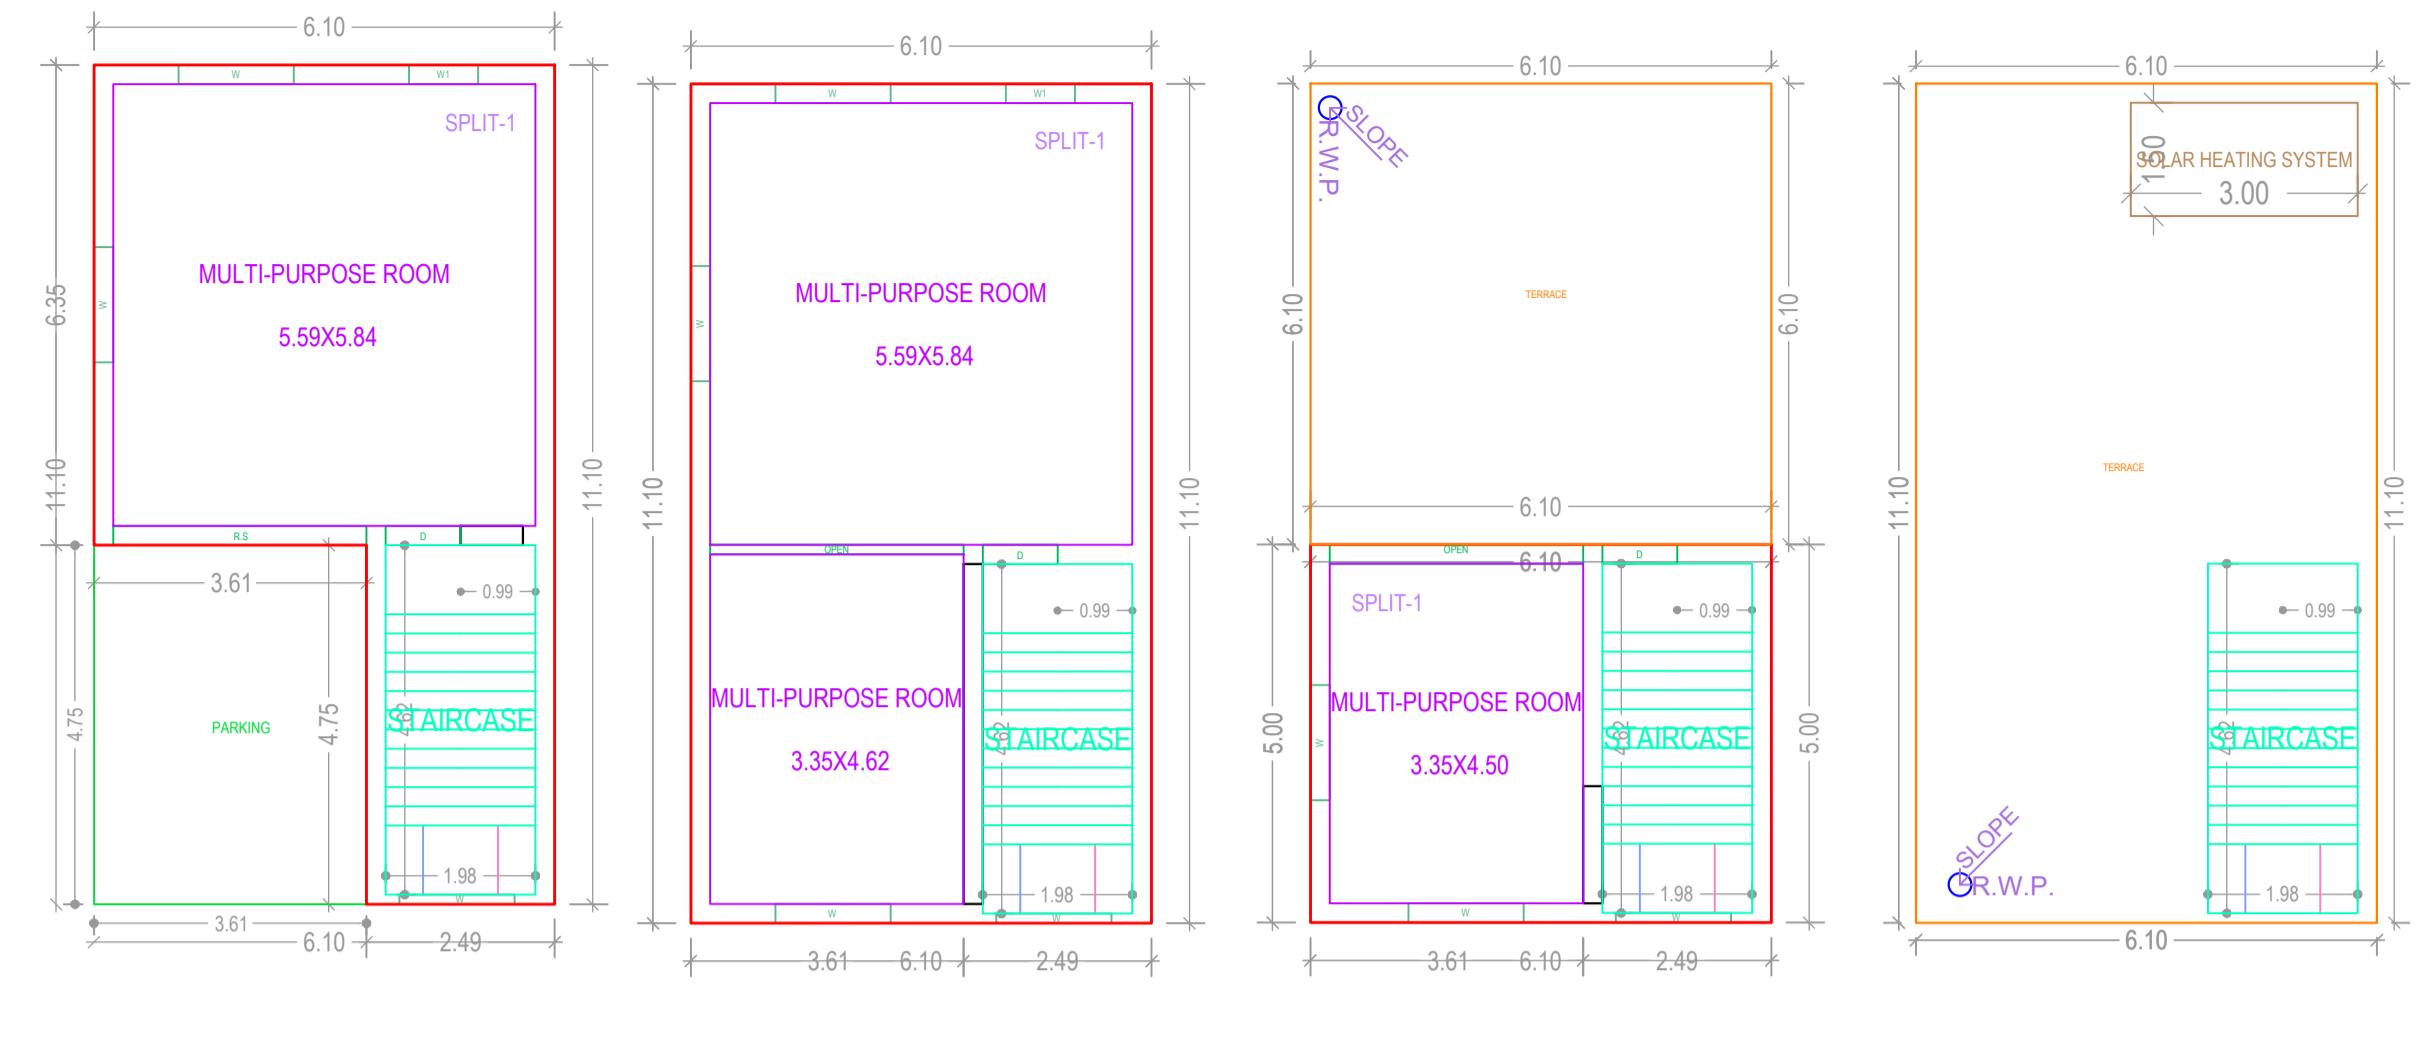 6.10
W
W1
SPLIT-1
MULTI-PURPOSE ROOM
5.59X5.84
W
6.35
11.10
11.10
R.S
D
3.61
0.99
4.75
4.75
4.62
STAIRCASE
PARKING
1.98
W
3.61
6.10
2.49
6.10
W
W1
SPLIT-1
MULTI-PURPOSE ROOM
5.59X5.84
W
11.10
11.10
OPEN
D
0.99
MULTI-PURPOSE ROOM
3.35X4.62
4.62
STAIRCASE
1.98
W
W
3.61
6.10
2.49
6.10
SLOPE
R.W.P.
TERRACE
6.10
6.10
6.10
OPEN
D
6.10
SPLIT-1
0.99
MULTI-PURPOSE ROOM
3.35X4.50
W
5.00
5.00
4.62
STAIRCASE
1.98
W
W
3.61
6.10
2.49
6.10
1.50
SOLAR HEATING SYSTEM
3.00
TERRACE
11.10
11.10
0.99
4.62
STAIRCASE
SLOPE
R.W.P.
1.98
6.10